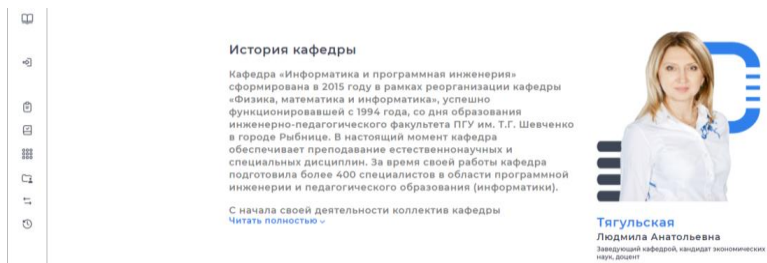 История кафедры
Кафедра «Информатика и программная инженерия»
сформирована в 2015 году в рамках реорганизации кафедры
«Физика, математика и информатика», успешно
функционировавшей с 1994 года, со дня образования
инженерно-педагогического факультета ПГУ им. Т.Г. Шевченко
в городе Рыбнице. В настоящий момент кафедра
обеспечивает преподавание естественнонаучных и
специальных дисциплин. За время своей работы кафедра
подготовила более 400 специалистов в области программной
инженерии и педагогического образования (информатики).
С начала своей деятельности коллектив кафедры
Читать полностью
Тягульская
Людмила Анатольевна
Заведующий кафедрой, кандидат экономических
наук, доцент